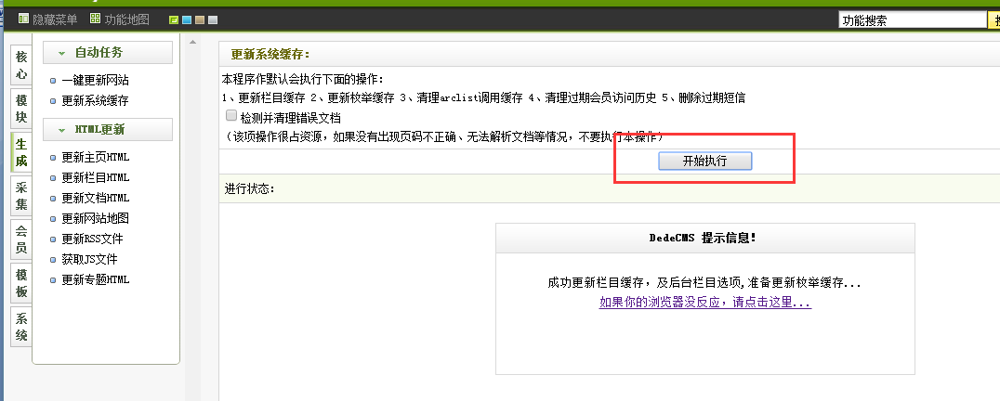 隐藏菜单 功能地图 功能搜索
核心
模块
生成
采集
会员
模板
系统
自动任务
一键更新网站
更新系统缓存
HTML更新
更新主页HTML
更新栏目HTML
更新文档HTML
更新网站地图
更新RSS文件
获取JS文件
更新专题HTML
更新系统缓存:
本程序作默认会执行下面的操作:
1、更新栏目缓存 2、更新枚举缓存 3、清理arclist调用缓存 4、清理过期会员访问历史 5、删除过期短信
检测并清理错误文档
(该项操作很占资源,如果没有出现页码不正确、无法解析文档等情况,不要执行本操作)
开始执行
进行状态:
DedeCMS 提示信息!
成功更新栏目缓存,及后台栏目选项,准备更新枚举缓存...
如果你的浏览器没反应,请点击这里...